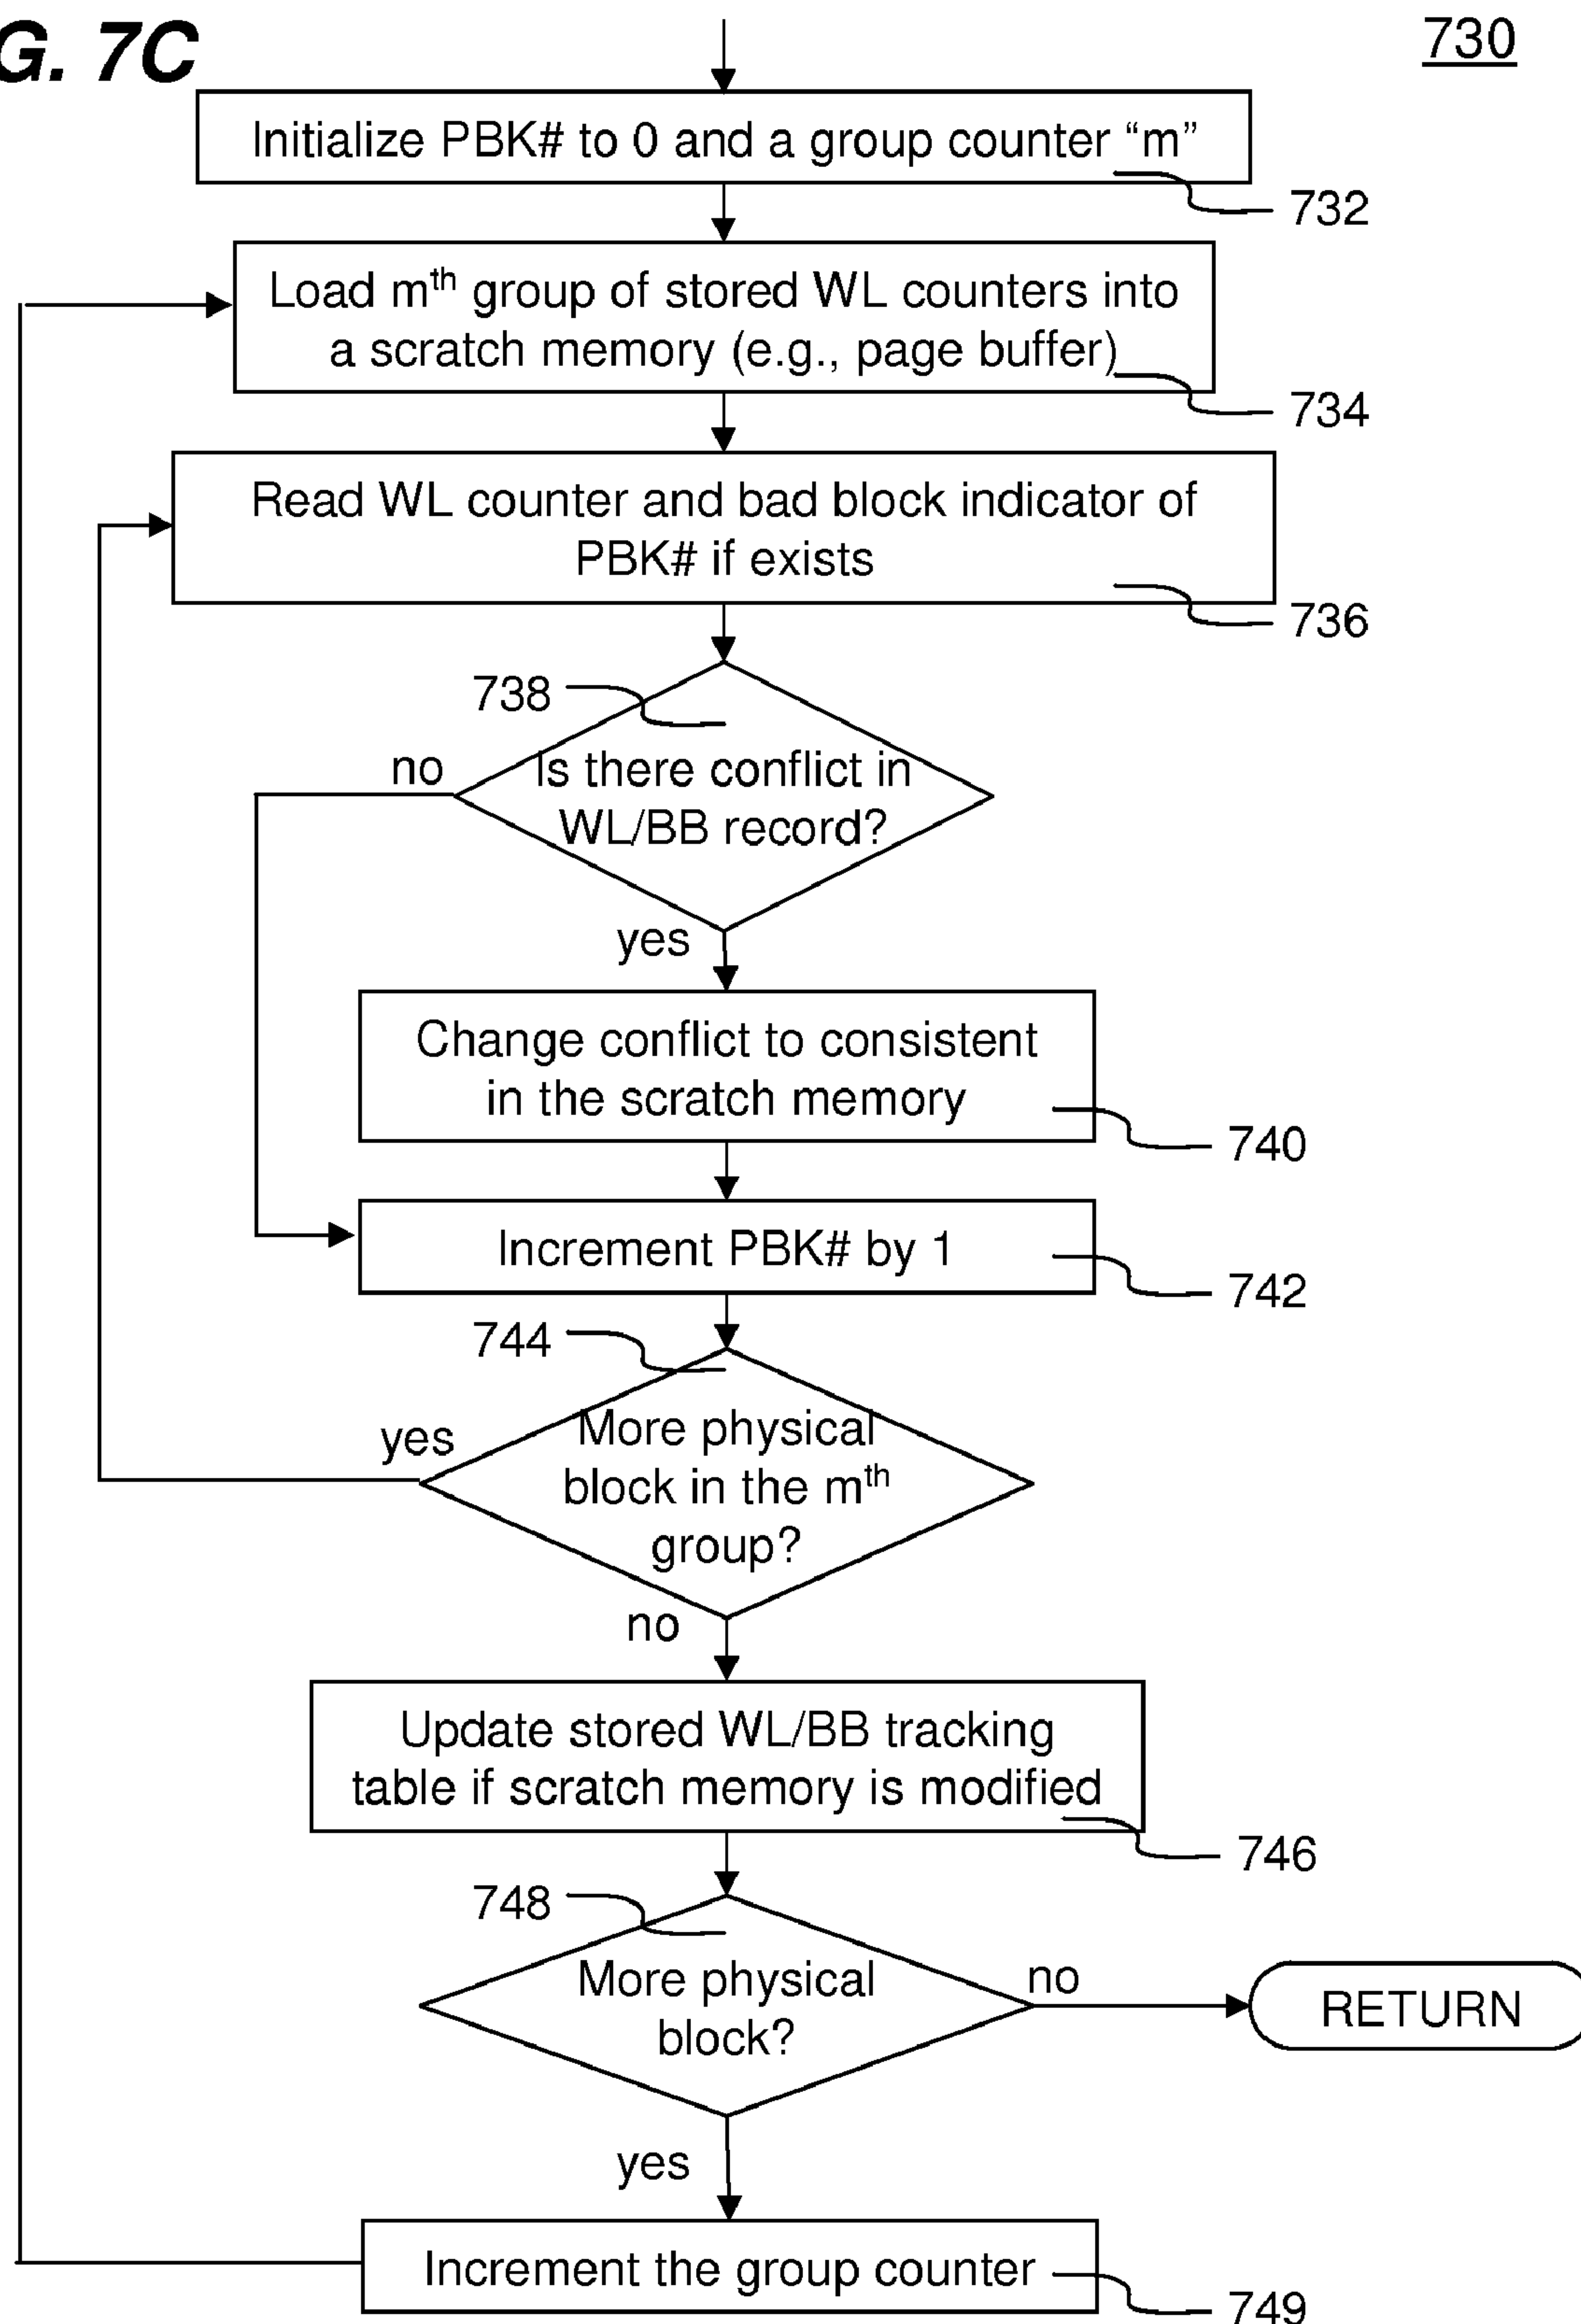 G. 7C
730
Initialize PBK# to 0 and a group counter “m”
732
Load mth group of stored WL counters into
a scratch memory (e.g., page buffer)
734
Read WL counter and bad block indicator of
PBK# if exists
736
738
no
Is there conflict in
WL/BB record?
yes
Change conflict to consistent
in the scratch memory
740
Increment PBK# by 1
742
744
yes
More physical
block in the mth
group?
no
Update stored WL/BB tracking
table if scratch memory is modified
746
748
More physical
block?
no
RETURN
yes
Increment the group counter
749